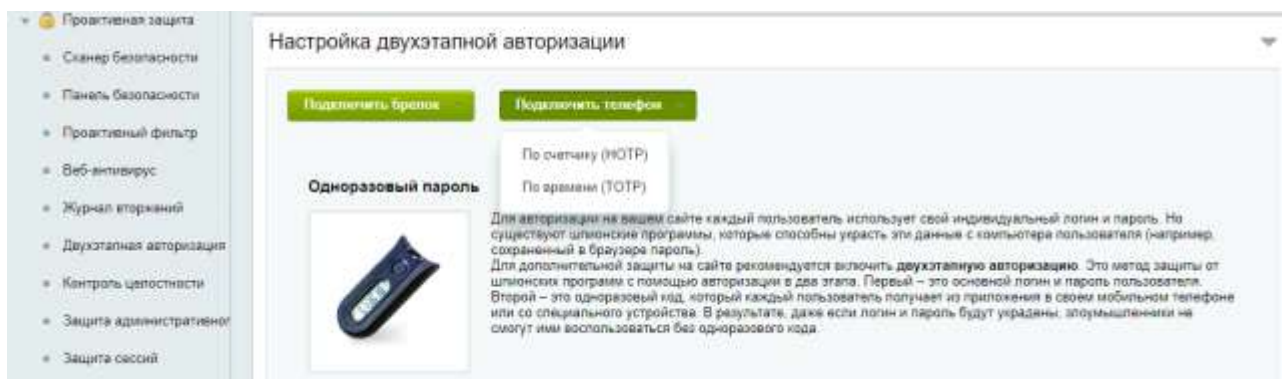 Проактивная защита
Сканер безопасности
Панель безопасности
Проактивный фильтр
Веб-антивирус
Журнал вторжений
Двухэтапная авторизация
Контроль целостности
Защита административног
Защита сессий
Настройка двухэтапной авторизации
Подключить брелок
Подключить телефон
По счетчику (HOTP)
По времени (TOTP)
Одноразовый пароль
Для авторизации на вашем сайте каждый пользователь использует свой индивидуальный логин и пароль. Но
существуют шпионские программы, которые способны украсть эти данные с компьютера пользователя (например,
сохраненный в браузере пароль).
Для дополнительной защиты на сайте рекомендуется включить двухэтапную авторизацию. Это метод защиты от
шпионских программ с помощью авторизации в два этапа. Первый – это основной логин и пароль пользователя.
Второй – это одноразовый код, который каждый пользователь получает из приложения в своем мобильном телефоне
или со специального устройства. В результате, даже если логин и пароль будут украдены, злоумышленники не
смогут ими воспользоваться без одноразового кода.